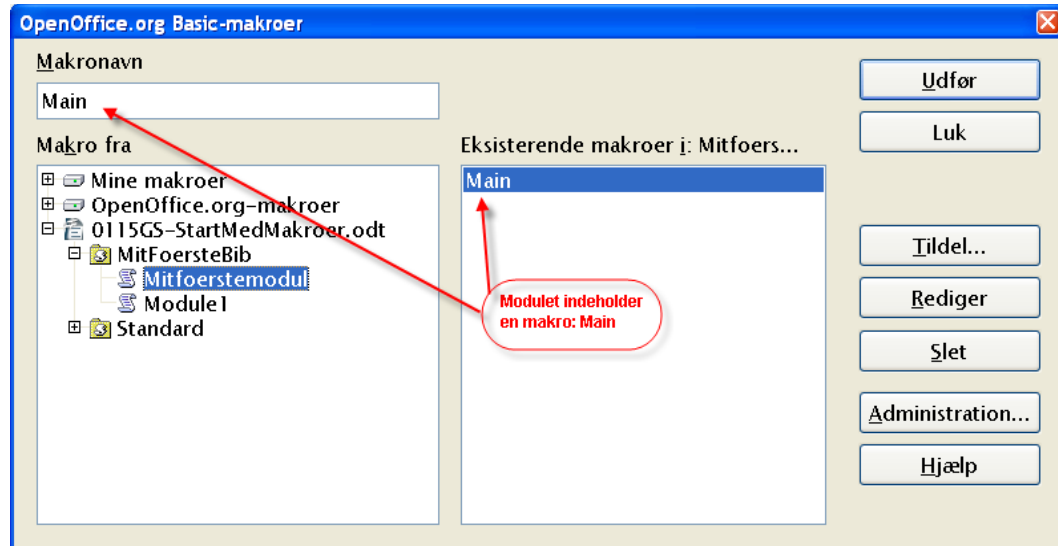 OpenOffice.org Basic-makroer
Makronavn
Main
Makro fra
Mine makroer
OpenOffice.org-makroer
0115GS-StartMedMakroer.odt
MitFoersteBib
Mitfoerstemodul
Module1
Standard
Eksisterende makroer i: Mitfoers...
Main
Modulet indeholder
en makro: Main
Udfør
Luk
Tildel...
Rediger
Slet
Administration...
Hjælp